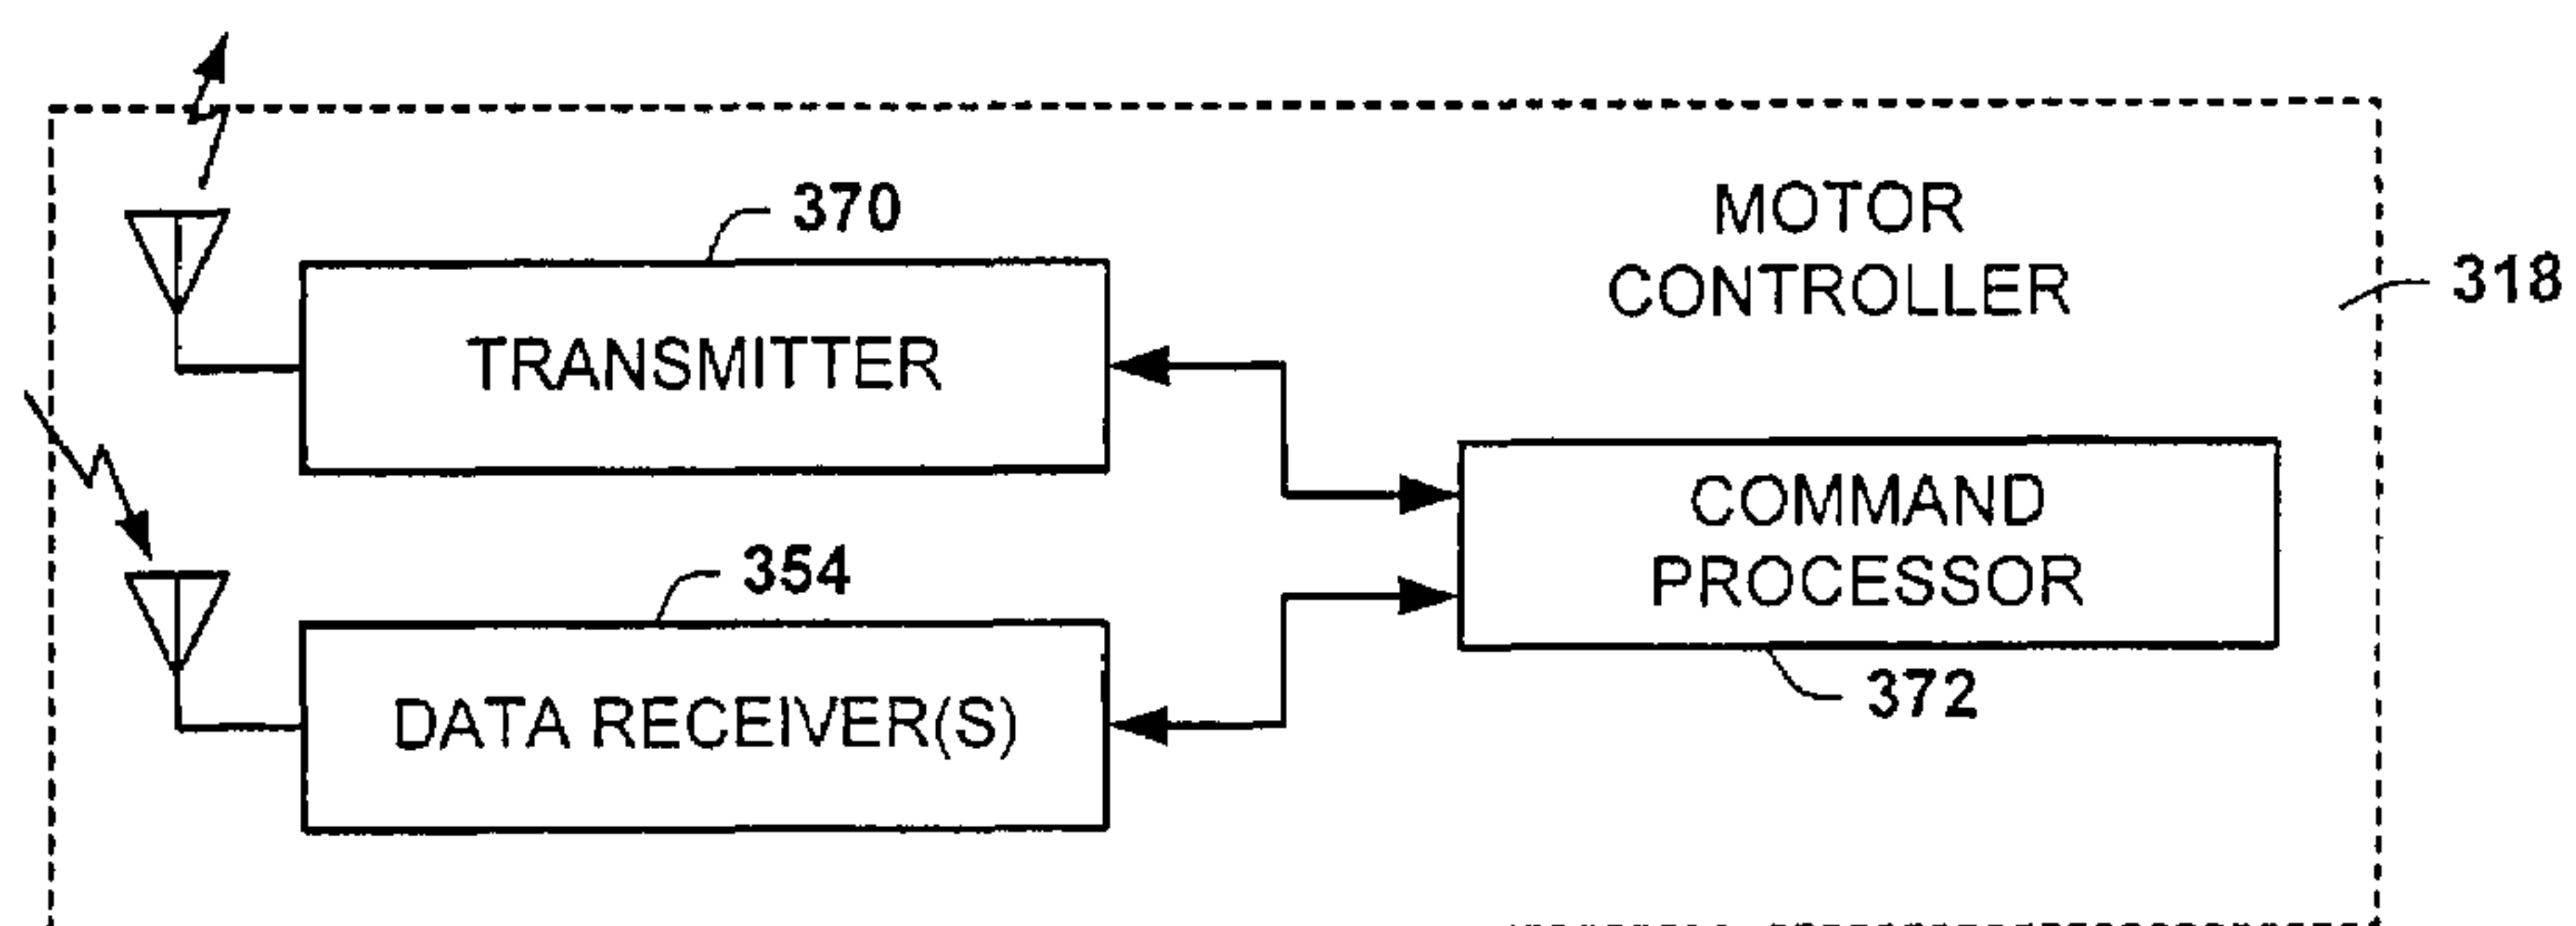 370
MOTOR
CONTROLLER
318
TRANSMITTER
COMMAND
PROCESSOR
354
372
DATA RECEIVER(S)